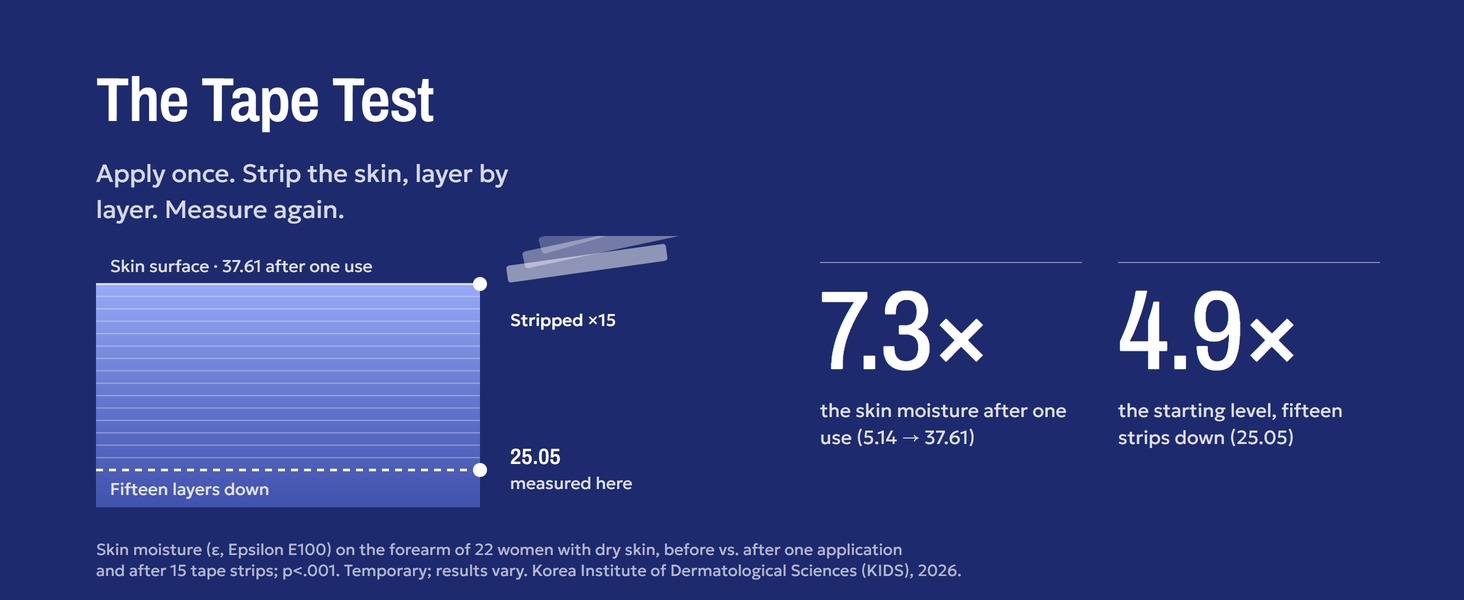 The Tape Test
Apply once. Strip the skin, layer by
layer. Measure again.
Skin surface · 37.61 after one use
Stripped ×15
25.05
measured here
Fifteen layers down
7.3×
the skin moisture after one
use (5.14 → 37.61)
4.9×
the starting level, fifteen
strips down (25.05)
Skin moisture (ε, Epsilon E100) on the forearm of 22 women with dry skin, before vs. after one application
and after 15 tape strips; p<.001. Temporary; results vary. Korea Institute of Dermatological Sciences (KIDS), 2026.